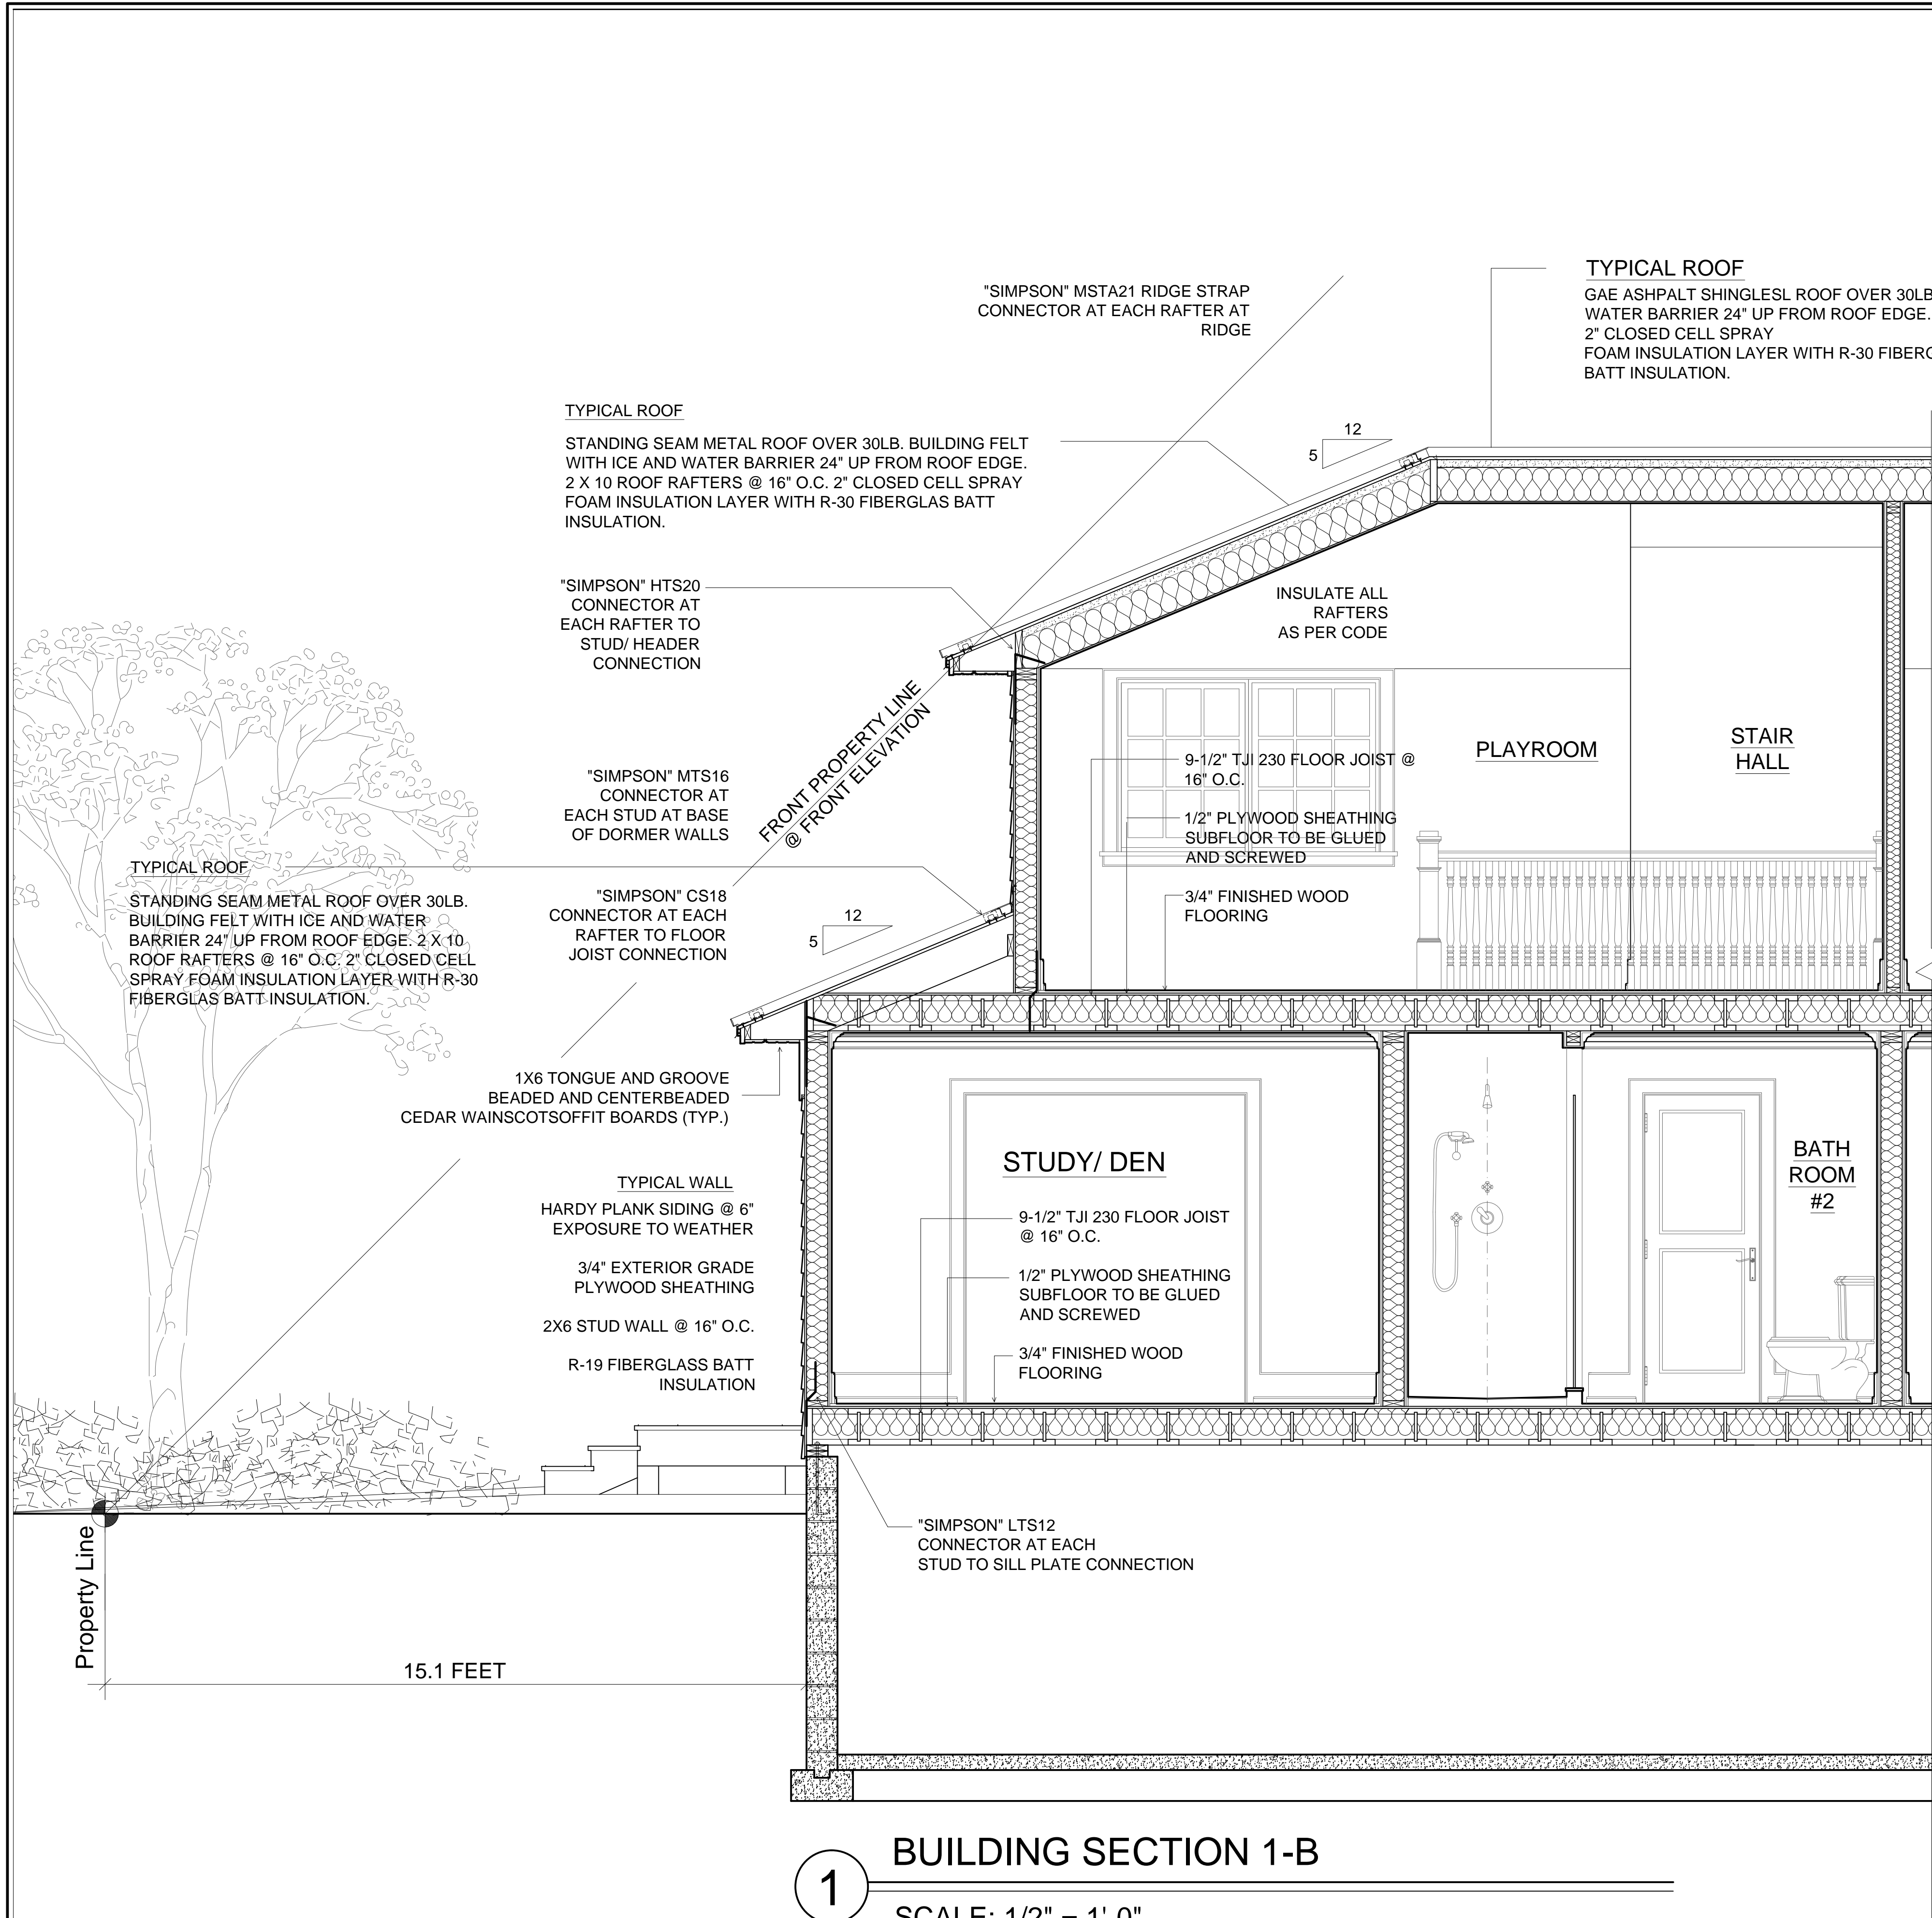 "SIMPSON" MSTA21 RIDGE STRAP
CONNECTOR AT EACH RAFTER AT
RIDGE
TYPICAL ROOF
GAE ASHPALT SHINGLESL ROOF OVER 30LB
WATER BARRIER 24" UP FROM ROOF EDGE.
2" CLOSED CELL SPRAY
FOAM INSULATION LAYER WITH R-30
BATT INSULATION.
TYPICAL ROOF
STANDING SEAM METAL ROOF OVER 30LB. BUILDING FELT
WITH ICE AND WATER BARRIER 24" UP FROM ROOF EDGE.
2 X 10 ROOF RAFTERS @ 16" O.C. 2" CLOSED CELL SPRAY
FOAM INSULATION LAYER WITH R-30 FIBERGLAS BATT
INSULATION.
12
5
"SIMPSON" HTS20
CONNECTOR AT
EACH RAFTER TO
STUD/ HEADER
CONNECTION
INSULATE ALL
RAFTERS
AS PER CODE
FRONT PROPERTY LINE
@ FRONT ELEVATION
"SIMPSON" MTS16
CONNECTOR AT
EACH STUD AT BASE
OF DORMER WALLS
9-1/2" TJI 230 FLOOR JOIST @
16" O.C.
1/2" PLYWOOD SHEATHING
SUBFLOOR TO BE GLUED
AND SCREWED
3/4" FINISHED WOOD
FLOORING
PLAYROOM
STAIR
HALL
TYPICAL ROOF
STANDING SEAM METAL ROOF OVER 30LB.
BUILDING FELT WITH ICE AND WATER
BARRIER 24" UP FROM ROOF EDGE. 2 X 10
ROOF RAFTERS @ 16" O.C. 2" CLOSED CELL
SPRAY FOAM INSULATION LAYER WITH R-30
FIBERGLAS BATT INSULATION.
"SIMPSON" CS18
CONNECTOR AT EACH
RAFTER TO FLOOR
JOIST CONNECTION
12
5
1X6 TONGUE AND GROOVE
BEADED AND CENTERBEADED
CEDAR WAINSCOTSOFFIT BOARDS (TYP.)
TYPICAL WALL
HARDY PLANK SIDING @ 6"
EXPOSURE TO WEATHER
3/4" EXTERIOR GRADE
PLYWOOD SHEATHING
2X6 STUD WALL @ 16" O.C.
R-19 FIBERGLASS BATT
INSULATION
STUDY/ DEN
9-1/2" TJI 230 FLOOR JOIST
@ 16" O.C.
1/2" PLYWOOD SHEATHING
SUBFLOOR TO BE GLUED
AND SCREWED
3/4" FINISHED WOOD
FLOORING
BATH
ROOM
#2
"SIMPSON" LTS12
CONNECTOR AT EACH
STUD TO SILL PLATE CONNECTION
Property Line
15.1 FEET
1
BUILDING SECTION 1-B
SCALE: 1/2" = 1'-0"